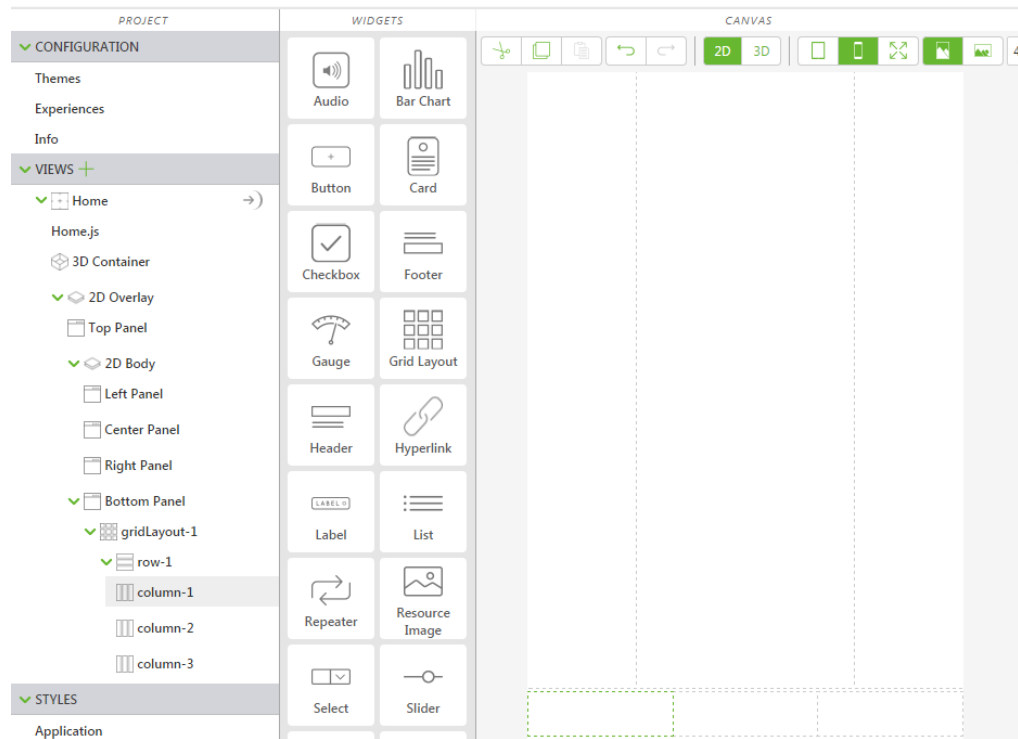 PROJECT
WIDGETS
CANVAS
CONFIGURATION
Themes
Experiences
Info
VIEWS
Home
Home.js
3D Container
2D Overlay
Top Panel
2D Body
Left Panel
Center Panel
Right Panel
Bottom Panel
gridLayout-1
row-1
column-1
column-2
column-3
STYLES
Application
Audio
Bar Chart
Button
Card
Checkbox
Footer
Gauge
Grid Layout
Header
Hyperlink
LABEL
Label
List
Repeater
Resource
Image
Select
Slider
2D
3D
4